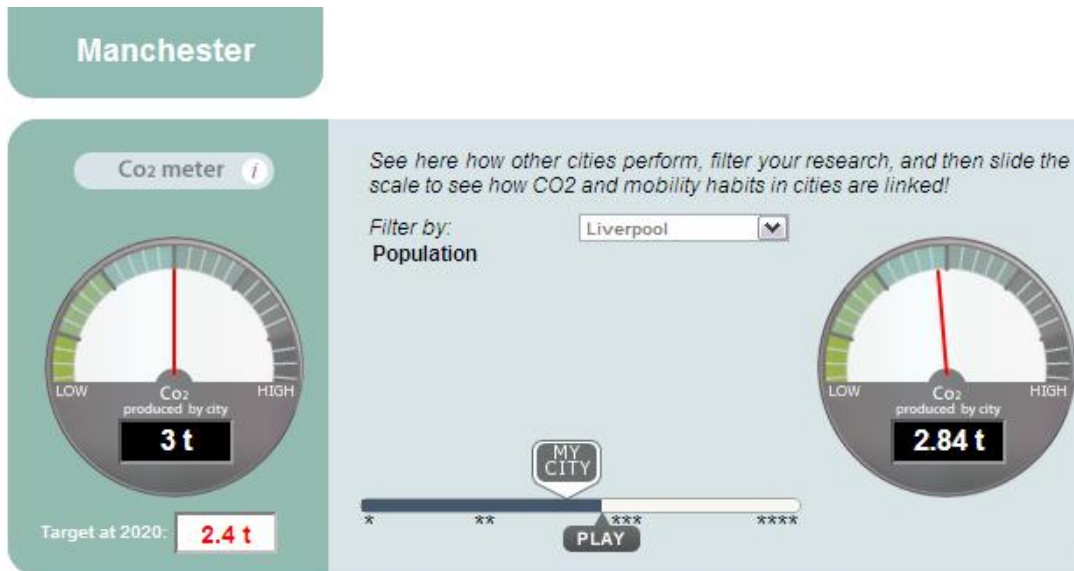 Manchester
Co2 meter i
See here how other cities perform, filter your research, and then slide the
scale to see how CO2 and mobility habits in cities are linked!
Filter by:
Liverpool
Population
LOW
HIGH
Co2
produced by city
3 t
LOW
HIGH
Co2
produced by city
2.84 t
MY
CITY
* ** *** ****
PLAY
Target at 2020: 2.4 t